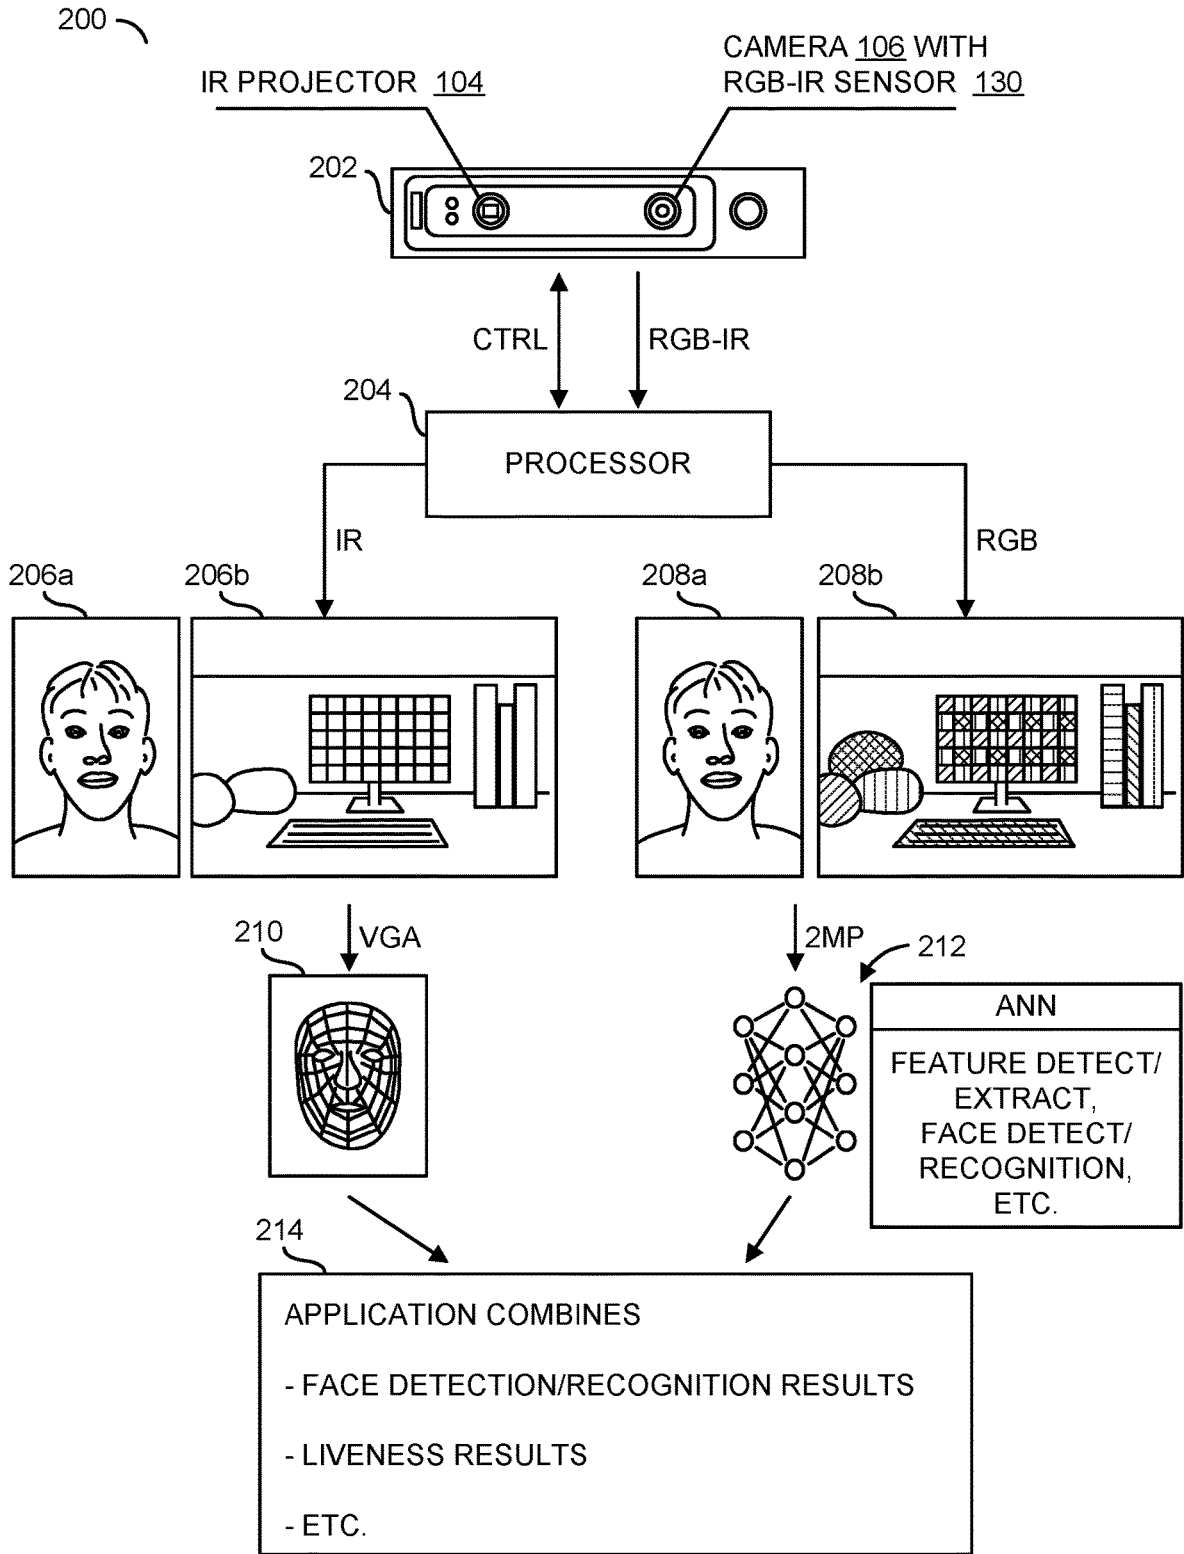 200
CAMERA 106 WITH
RGB-IR SENSOR 130
IR PROJECTOR 104
202
CTRL
RGB-IR
204
PROCESSOR
IR
RGB
206a
206b
208a
208b
210
VGA
2MP
212
ANN
FEATURE DETECT/
EXTRACT,
FACE DETECT/
RECOGNITION,
ETC.
214
APPLICATION COMBINES
- FACE DETECTION/RECOGNITION RESULTS
- LIVENESS RESULTS
- ETC.